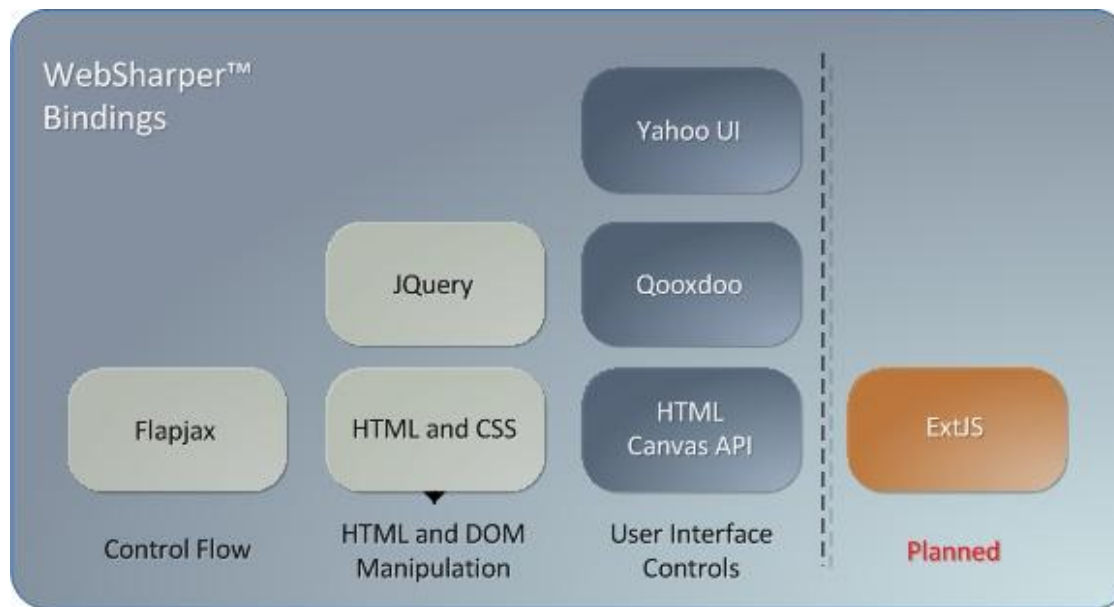 WebSharper™
Bindings
Yahoo UI
JQuery
Qooxdoo
Flapjax
HTML and CSS
HTML
Canvas API
ExtJS
Control Flow
HTML and DOM
Manipulation
User Interface
Controls
Planned